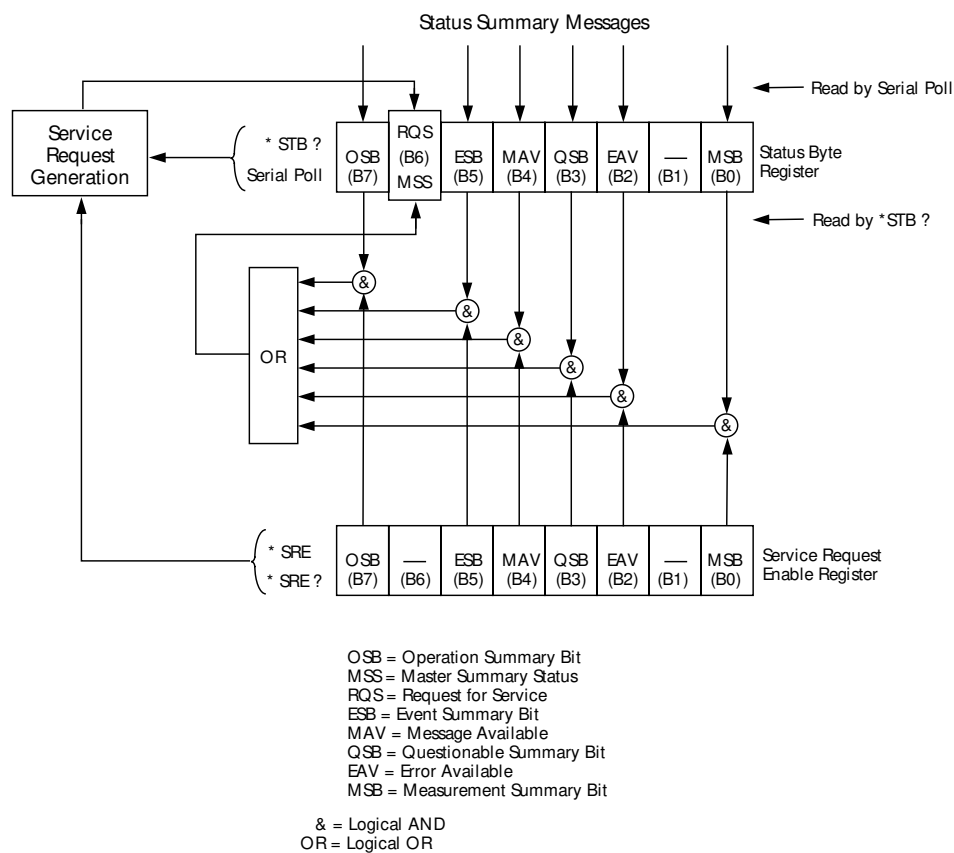 Status Summary Messages
Read by Serial Poll
Service
Request
Generation
* STB ?
Serial Poll
OSB
(B7)
RQS
(B6)
MSS
ESB
(B5)
MAV
(B4)
QSB
(B3)
EAV
(B2)
—
(B1)
MSB
(B0)
Status Byte
Register
Read by *STB ?
OR
&
&
&
&
&
&
* SRE
* SRE ?
OSB
(B7)
—
(B6)
ESB
(B5)
MAV
(B4)
QSB
(B3)
EAV
(B2)
—
(B1)
MSB
(B0)
Service Request
Enable Register
OSB = Operation Summary Bit
MSS = Master Summary Status
RQS = Request for Service
ESB = Event Summary Bit
MAV = Message Available
QSB = Questionable Summary Bit
EAV = Error Available
MSB = Measurement Summary Bit
& = Logical AND
OR = Logical OR